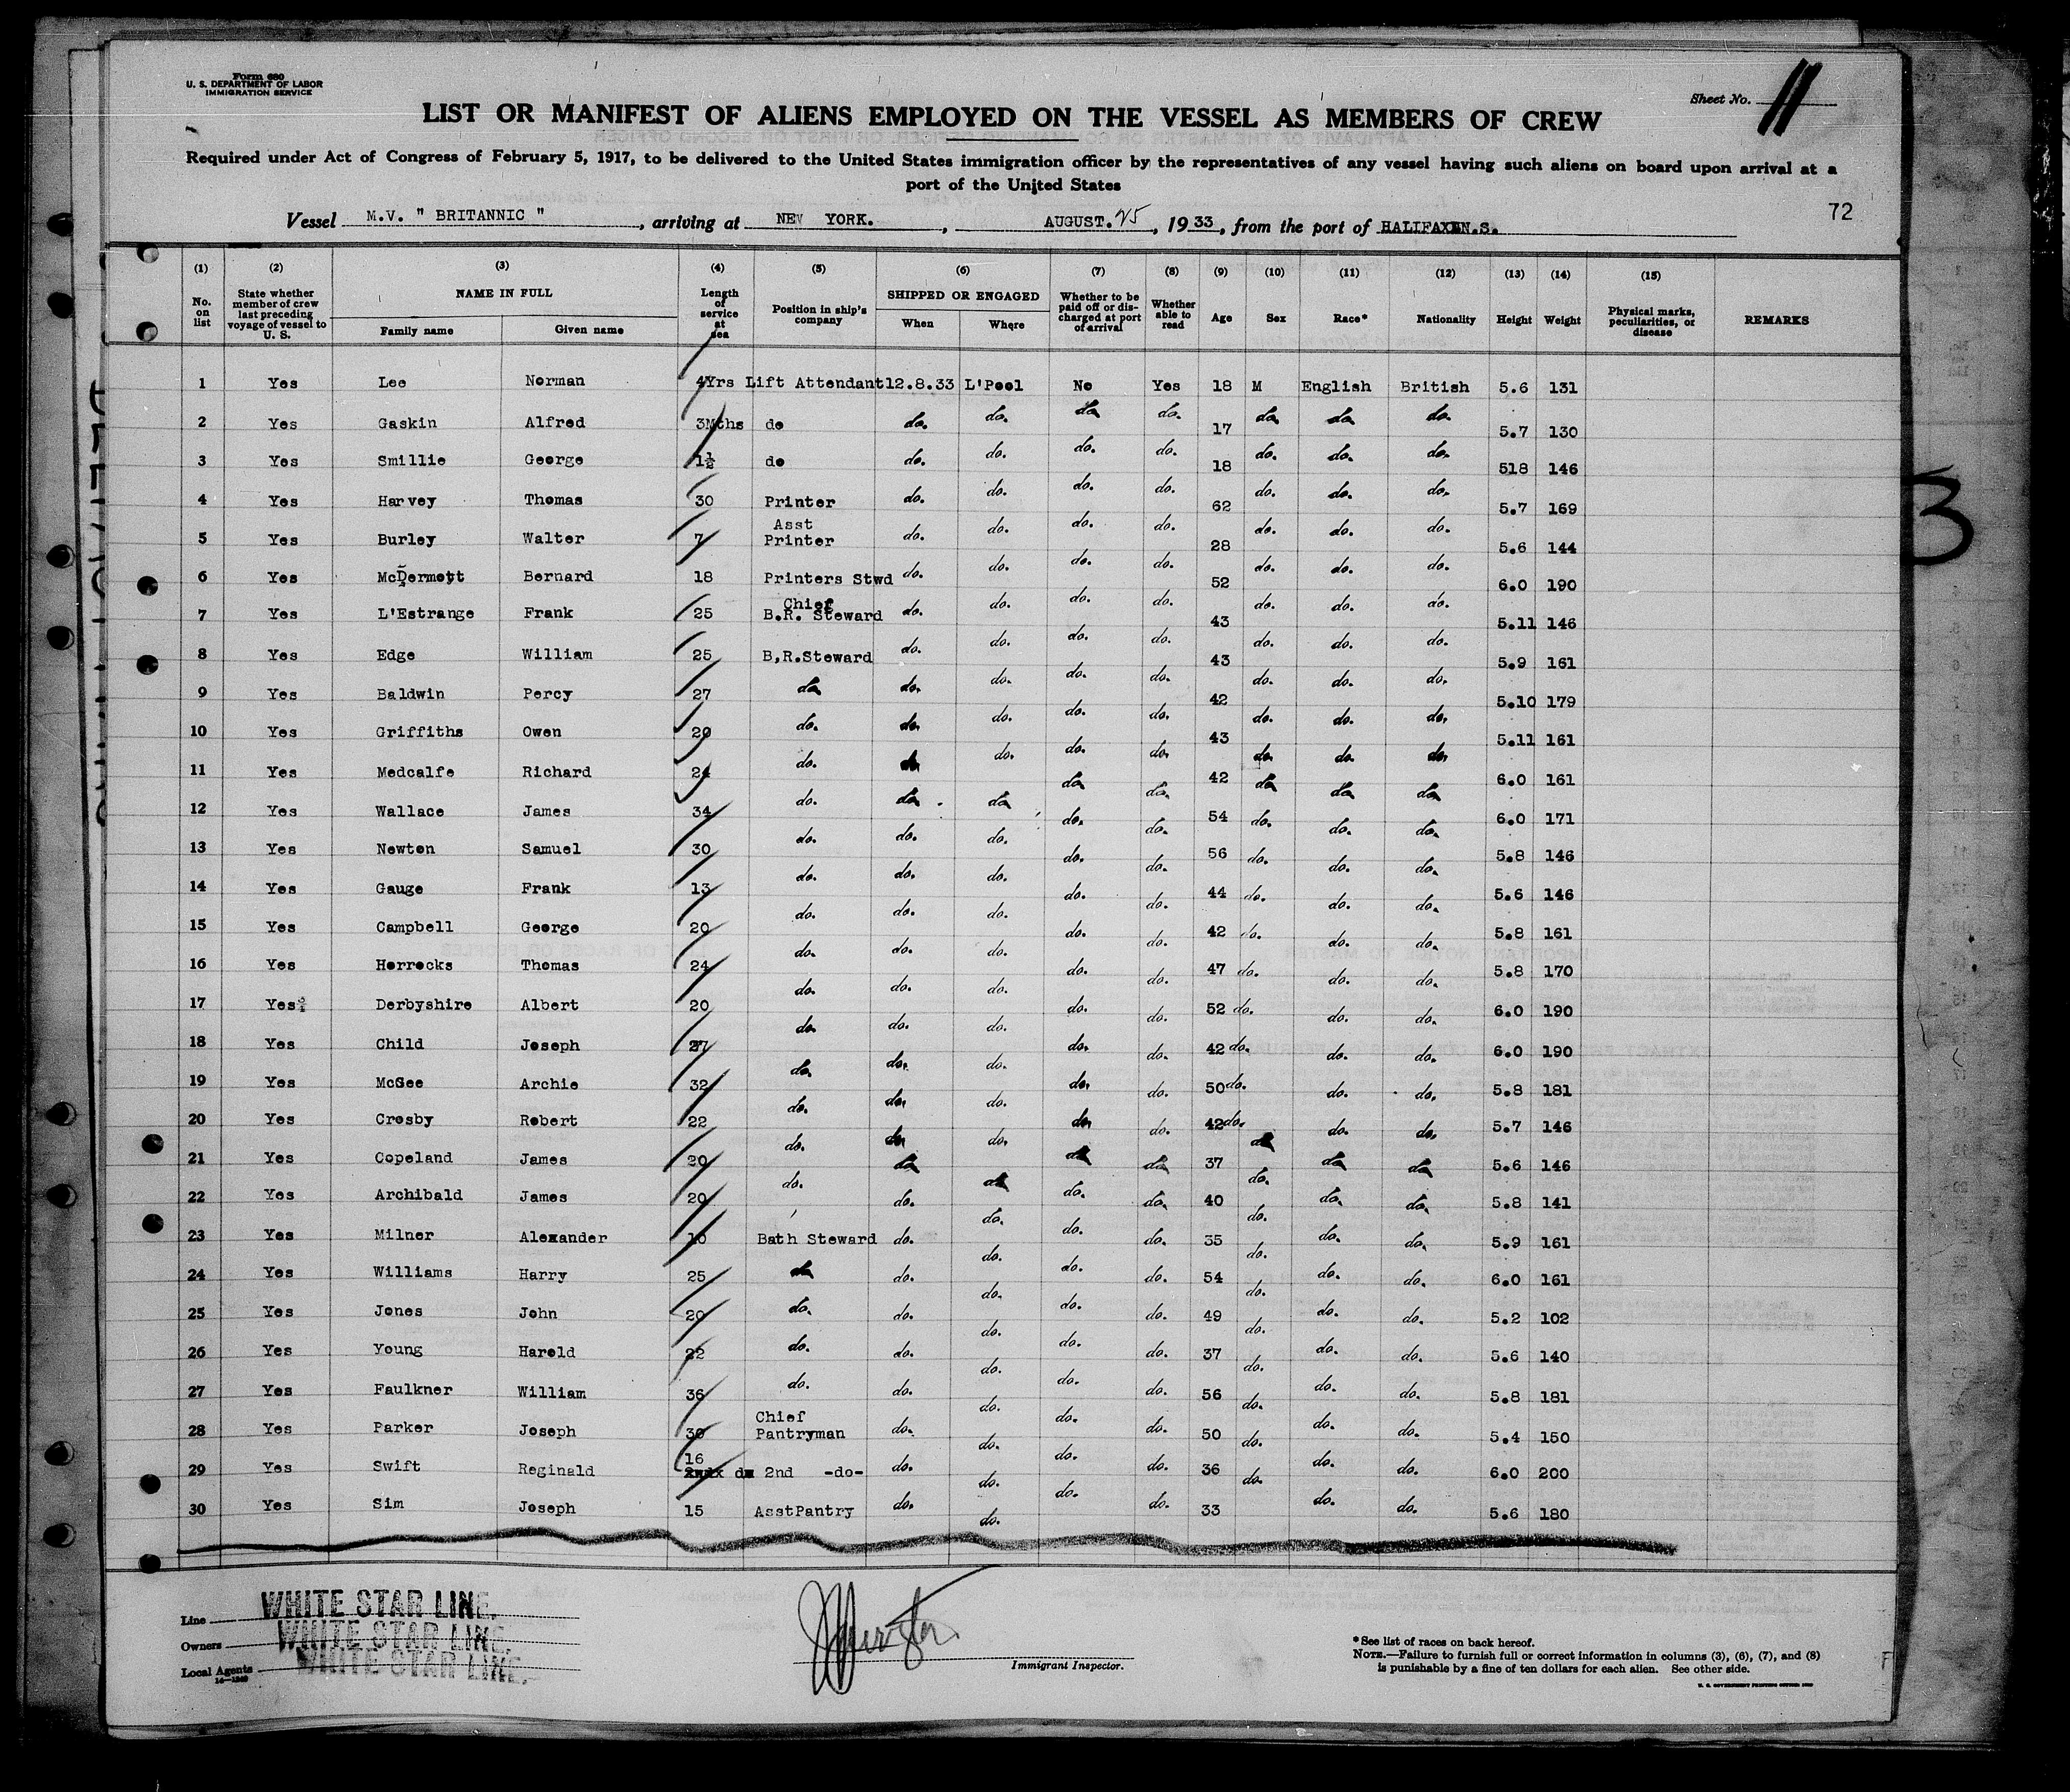 Form 680
U. S. DEPARTMENT OF LABOR
IMMIGRATION SERVICE
Sheet No. 11
LIST OR MANIFEST OF ALIENS EMPLOYED ON THE VESSEL AS MEMBERS OF CREW
Required under Act of Congress of February 5, 1917, to be delivered to the United States immigration officer by the representatives of any vessel having such aliens on board upon arrival at a
port of the United States
72
Vessel M.V. " BRITANNIC ", arriving at NEW YORK., AUGUST. 25, 1933, from the port of HALIFAX N.S.
(1) (2) (3) (4) (5) (6) (7) (8) (9) (10) (11) (12) (13) (14) (15)
No. on list State whether member of crew last preceding voyage of vessel to U. S. NAME IN FULL Family name Given name Length of service at sea Position in ship's company SHIPPED OR ENGAGED When Where Whether to be paid off or discharged at port of arrival Whether able to read Age Sex Race* Nationality Height Weight Physical marks, peculiarities, or disease REMARKS
1 Yes Lee Norman 4Yrs Lift Attendant 12.8.33 L'Pool No Yes 18 M English British 5.6 131
2 Yes Gaskin Alfred 3Mths do do. do. do. do. 17 do. do. do. 5.7 130
3 Yes Smillie George 1½ do do. do. do. do. 18 do. do. do. 518 146
4 Yes Harvey Thomas 30 Printer do. do. do. do. 62 do. do. do. 5.7 169
5 Yes Burley Walter 7 Asst Printer do. do. do. do. 28 do. do. do. 5.6 144
6 Yes McDermott Bernard 18 Printers Stwd do. do. do. do. 52 do. do. do. 6.0 190
7 Yes L'Estrange Frank 25 Chief B.R. Steward do. do. do. do. 43 do. do. do. 5.11 146
8 Yes Edge William 25 B,R.Steward do. do. do. do. 43 do. do. do. 5.9 161
9 Yes Baldwin Percy 27 do. do. do. do. do. 42 do. do. do. 5.10 179
10 Yes Griffiths Owen 20 do. do. do. do. do. 43 do. do. do. 5.11 161
11 Yes Medcalfe Richard 24 do. do. do. do. do. 42 do. do. do. 6.0 161
12 Yes Wallace James 34 do. do. do. do. do. 54 do. do. do. 6.0 171
13 Yes Newton Samuel 30 do. do. do. do. do. 56 do. do. do. 5.8 146
14 Yes Gauge Frank 13 do. do. do. do. do. 44 do. do. do. 5.6 146
15 Yes Campbell George 20 do. do. do. do. do. 42 do. do. do. 5.8 161
16 Yes Horrocks Thomas 24 do. do. do. do. do. 47 do. do. do. 5.8 170
17 Yes Derbyshire Albert 20 do. do. do. do. do. 52 do. do. do. 6.0 190
18 Yes Child Joseph 27 do. do. do. do. do. 42 do. do. do. 6.0 190
19 Yes McGee Archie 32 do. do. do. do. do. 50 do. do. do. 5.8 181
20 Yes Crosby Robert 22 do. do. do. do. do. 42 do. do. do. 5.7 146
21 Yes Copeland James 20 do. do. do. do. do. 37 do. do. do. 5.6 146
22 Yes Archibald James 20 do. do. do. do. do. 40 do. do. do. 5.8 141
23 Yes Milner Alexander 10 Bath Steward do. do. do. do. 35 do. do. do. 5.9 161
24 Yes Williams Harry 25 do. do. do. do. do. 54 do. do. do. 6.0 161
25 Yes Jones John 20 do. do. do. do. do. 49 do. do. do. 5.2 102
26 Yes Young Harold 22 do. do. do. do. do. 37 do. do. do. 5.6 140
27 Yes Faulkner William 36 do. do. do. do. do. 56 do. do. do. 5.8 181
28 Yes Parker Joseph 30 Chief Pantryman do. do. do. do. 50 do. do. do. 5.4 150
29 Yes Swift Reginald 16 2nd -do- do. do. do. do. 36 do. do. do. 6.0 200
30 Yes Sim Joseph 15 AsstPantry do. do. do. do. 33 do. do. 5.6 180
Line WHITE STAR LINE.
Owners WHITE STAR LINE.
Local Agents WHITE STAR LINE.
14—1240
Immigrant Inspector.
*See list of races on back hereof.
NOTE.—Failure to furnish full or correct information in columns (3), (6), (7), and (8)
is punishable by a fine of ten dollars for each alien. See other side.
U. S. GOVERNMENT PRINTING OFFICE
3